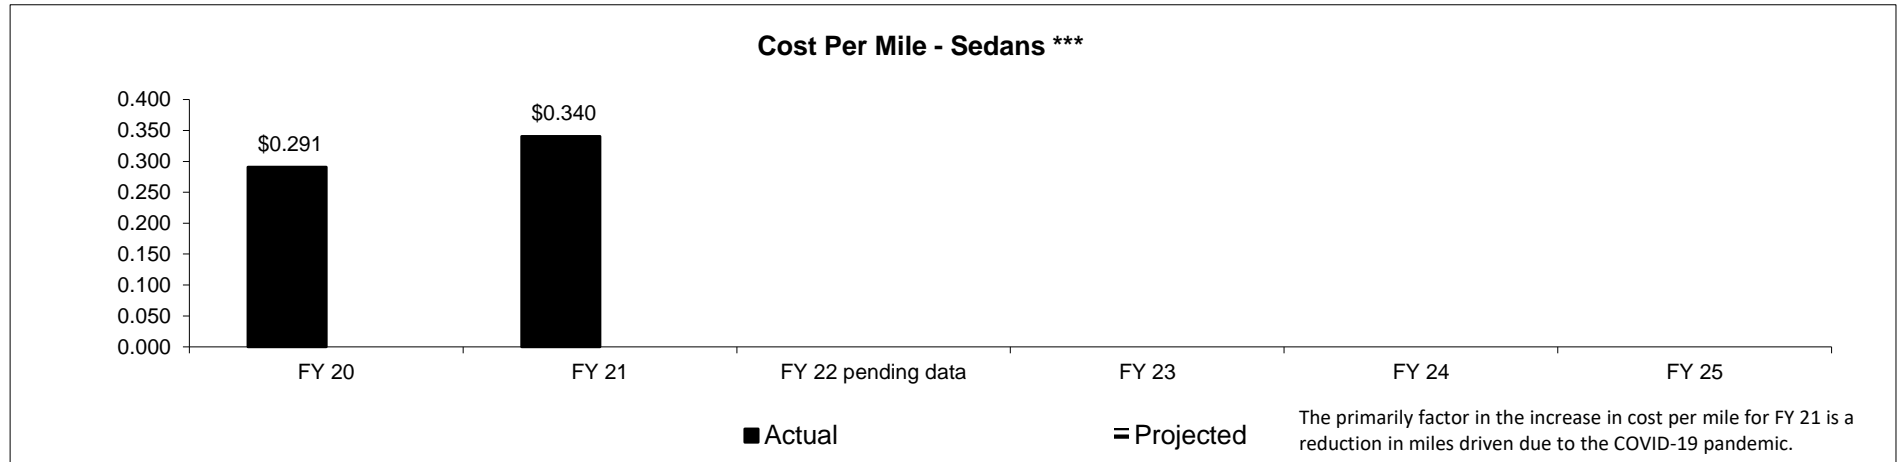 Cost Per Mile - Sedans ***
0.400
0.350
0.300
0.250
0.200
0.150
0.100
0.050
0.000
$0.291
$0.340
FY 20
FY 21
FY 22 pending data
FY 23
FY 24
FY 25
Actual
Projected
The primarily factor in the increase in cost per mile for FY 21 is a
reduction in miles driven due to the COVID-19 pandemic.